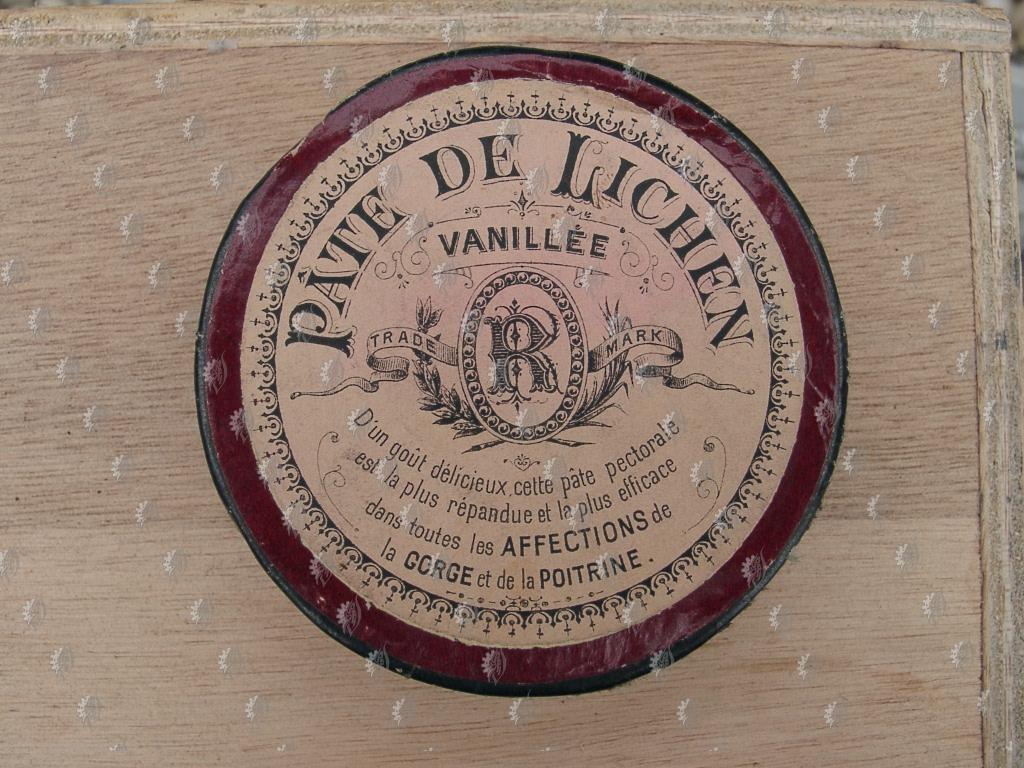 PÂTE DE LICHEN
VANILLÉE
TRADE MARK
R
D'un goût délicieux, cette pâte pectorale
est la plus répandue et la plus efficace
dans toutes les AFFECTIONS de
la GORGE et de la POITRINE.